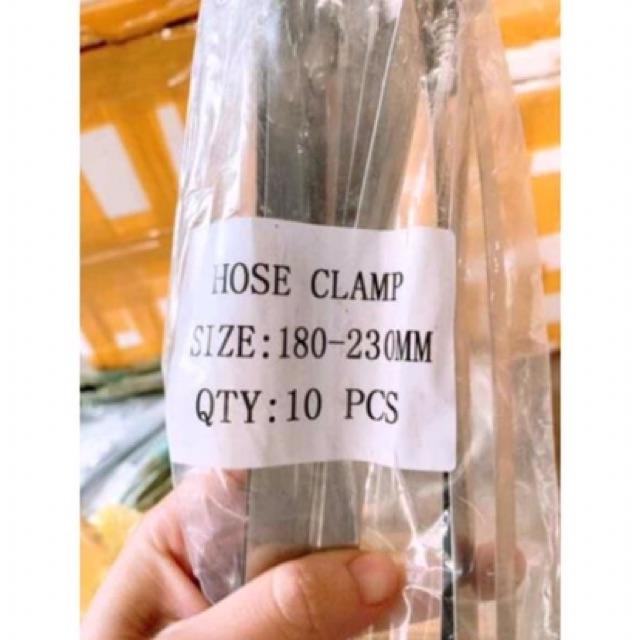 HOSE CLAMP
SIZE:180-230MM
QTY:10 PCS